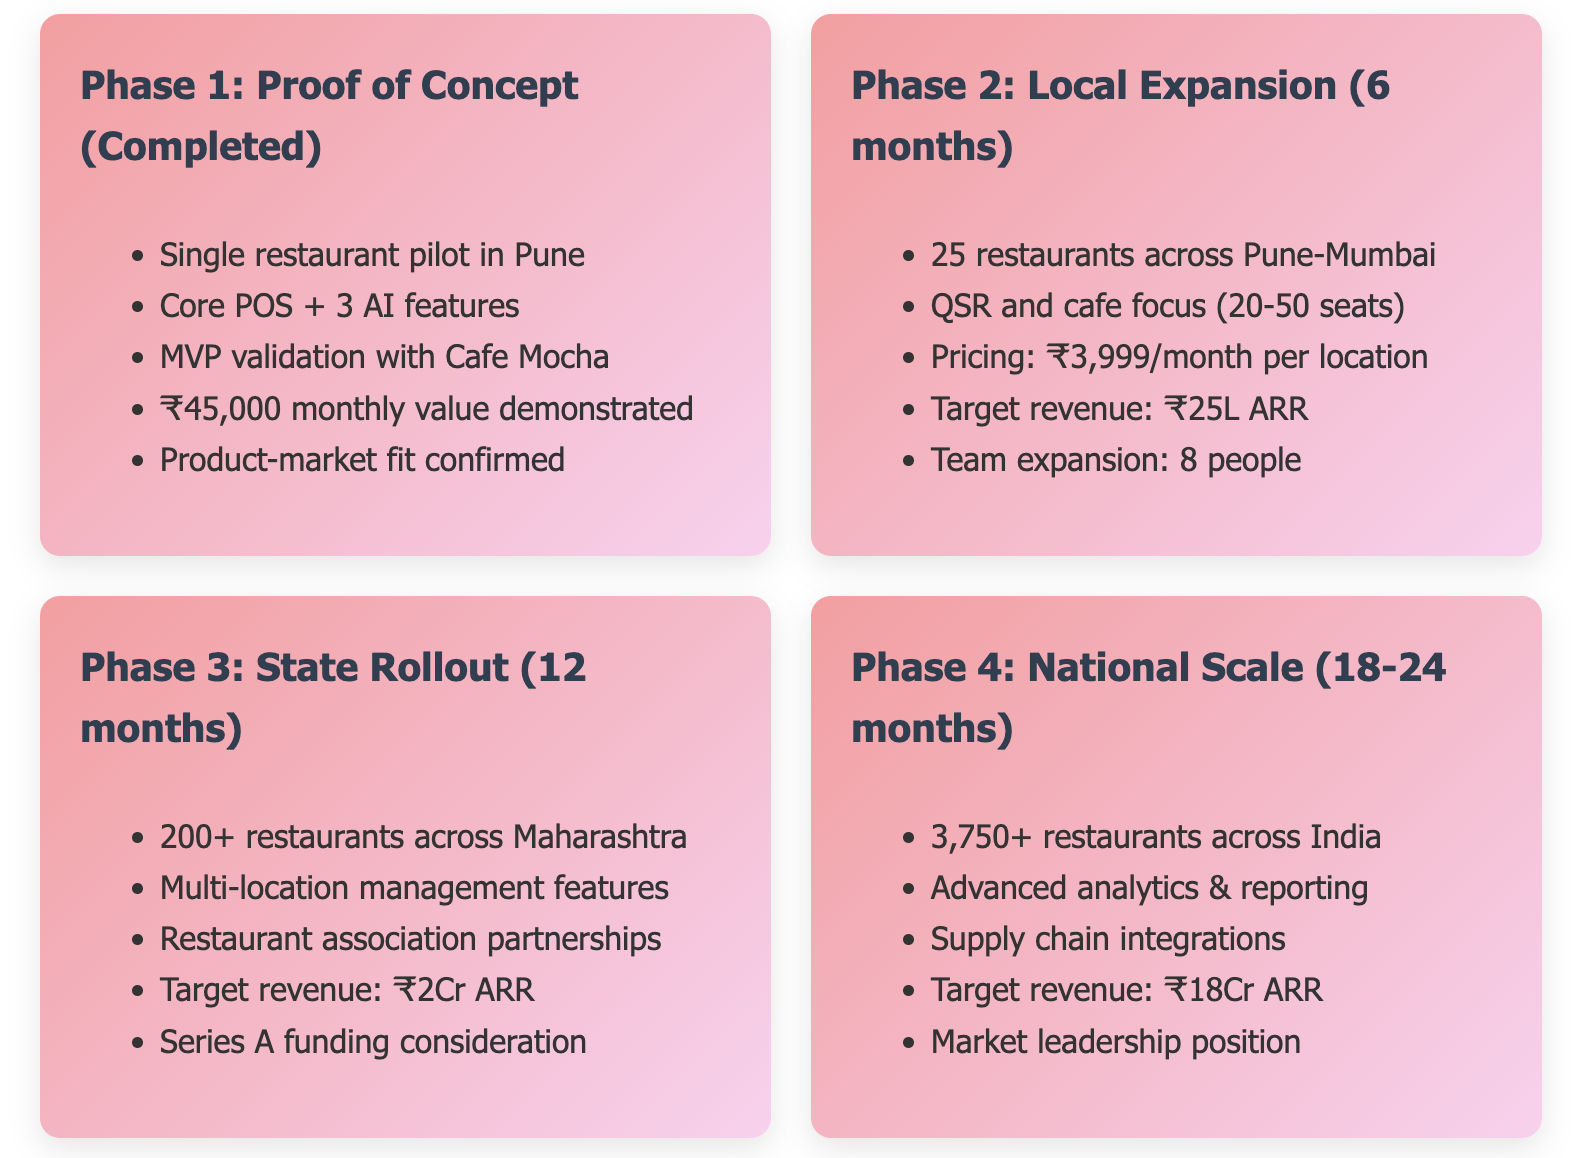 Phase 1: Proof of Concept
(Completed)
• Single restaurant pilot in Pune
• Core POS + 3 AI features
• MVP validation with Cafe Mocha
• ₹45,000 monthly value demonstrated
• Product-market fit confirmed
Phase 2: Local Expansion (6
months)
• 25 restaurants across Pune-Mumbai
• QSR and cafe focus (20-50 seats)
• Pricing: ₹3,999/month per location
• Target revenue: ₹25L ARR
• Team expansion: 8 people
Phase 3: State Rollout (12
months)
• 200+ restaurants across Maharashtra
• Multi-location management features
• Restaurant association partnerships
• Target revenue: ₹2Cr ARR
• Series A funding consideration
Phase 4: National Scale (18-24
months)
• 3,750+ restaurants across India
• Advanced analytics & reporting
• Supply chain integrations
• Target revenue: ₹18Cr ARR
• Market leadership position